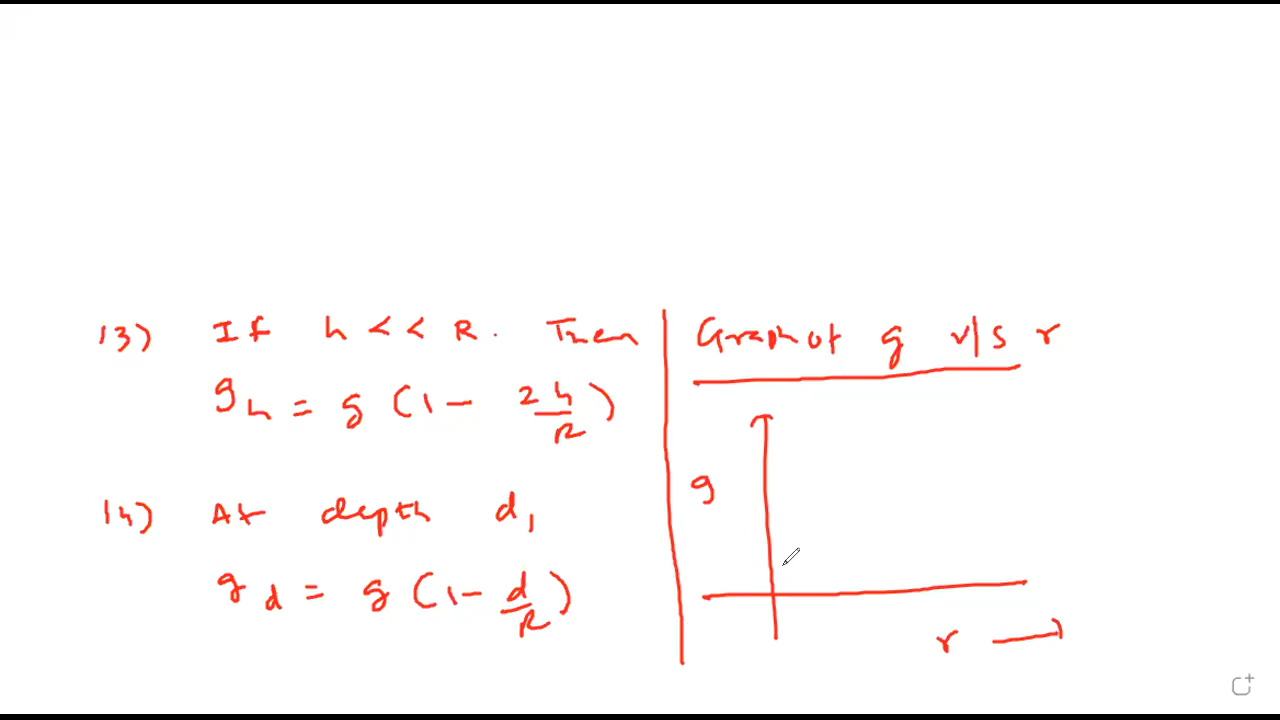 13) If h << R. Then
g_h = g (1 - 2h/R)
14) At depth d,
g_d = g (1 - d/R)
Graph of g v/s r
g
r →